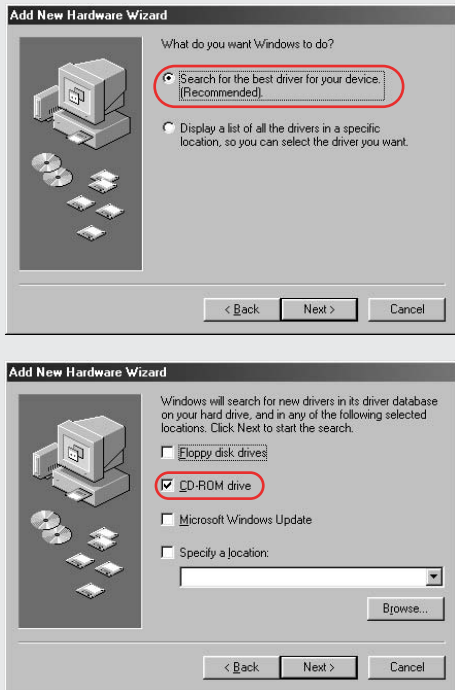 Add New Hardware Wizard
What do you want Windows to do?
Search for the best driver for your device.
(Recommended).
Display a list of all the drivers in a specific
location, so you can select the driver you want.
< Back
Next >
Cancel
Add New Hardware Wizard
Windows will search for new drivers in its driver database
on your hard drive, and in any of the following selected
locations. Click Next to start the search.
Floppy disk drives
CD-ROM drive
Microsoft Windows Update
Specify a location:
Browse...
< Back
Next >
Cancel